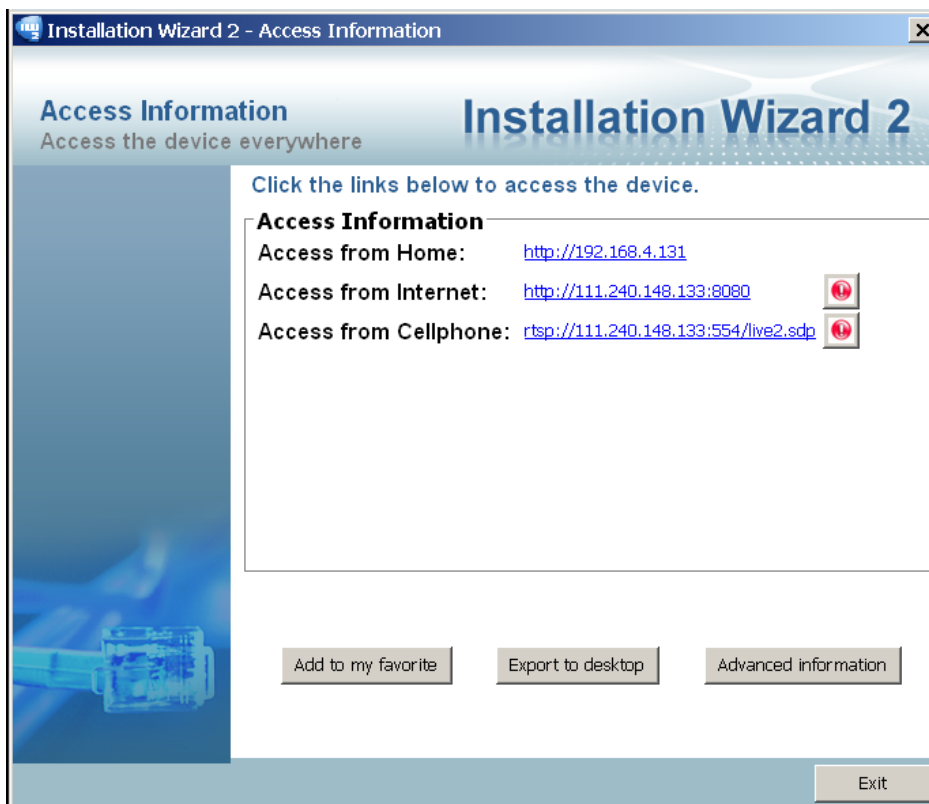 Installation Wizard 2 - Access Information
Access Information
Installation Wizard 2
Access the device everywhere
Click the links below to access the device.
Access Information
Access from Home: http://192.168.4.131
Access from Internet: http://111.240.148.133:8080
Access from Cellphone: rtsp://111.240.148.133:554/live2.sdp
Add to my favorite
Export to desktop
Advanced information
Exit